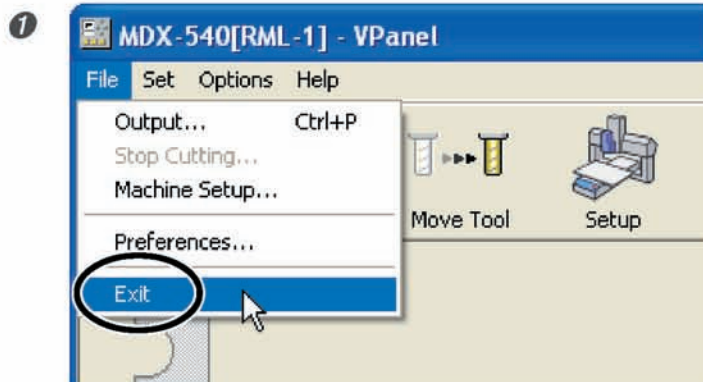 1
MDX-540[RML-1] - VPanel
File Set Options Help
Output... Ctrl+P
Stop Cutting...
Machine Setup...
Preferences...
Exit
Move Tool Setup